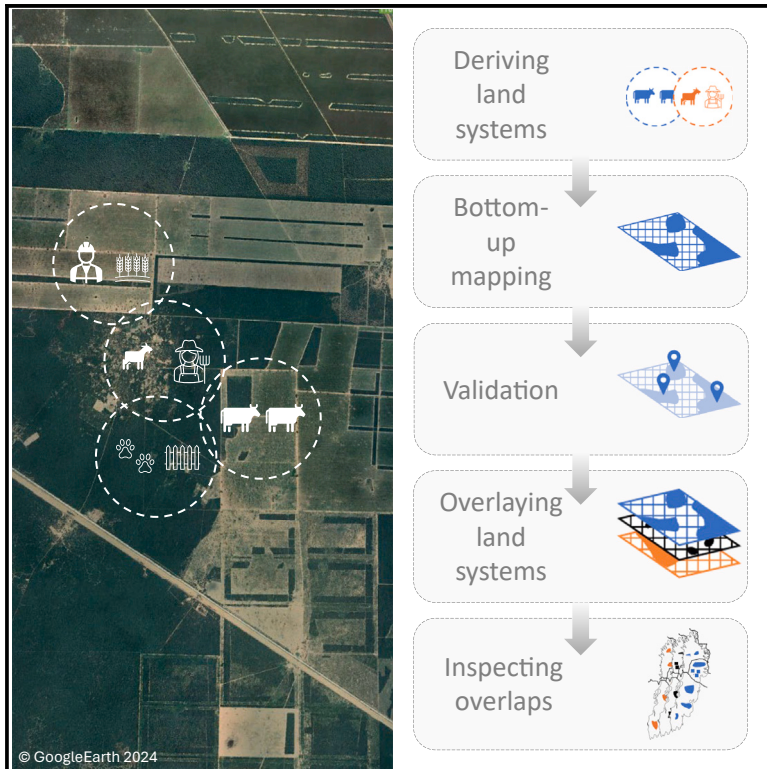 Deriving
land
systems
Bottom-
up
mapping
Validation
Overlaying
land
systems
Inspecting
overlaps
© GoogleEarth 2024